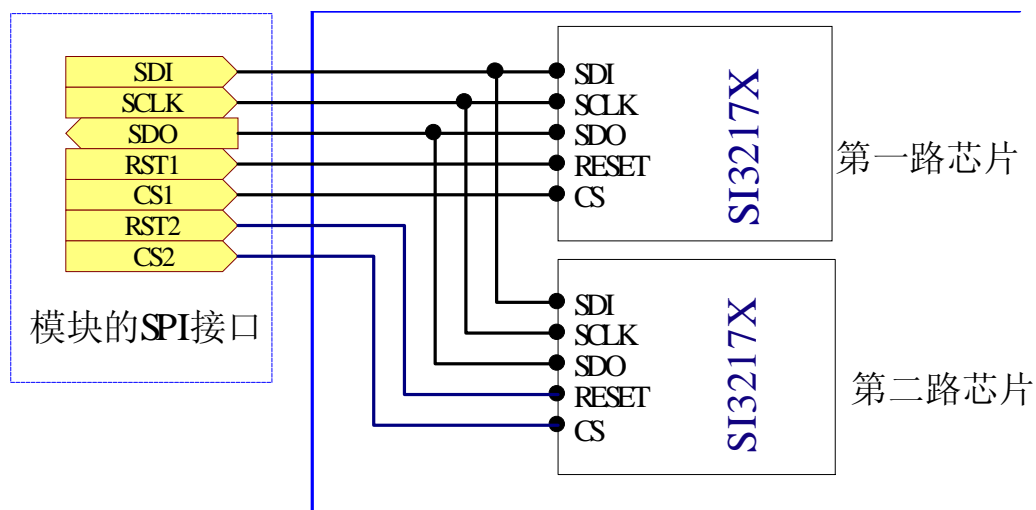 SDI
SCLK
SDO
RST1
CS1
RST2
CS2
模块的SPI接口
SDI
SCLK
SDO
RESET
CS
SI3217X
第一路芯片
SDI
SCLK
SDO
RESET
CS
SI3217X
第二路芯片